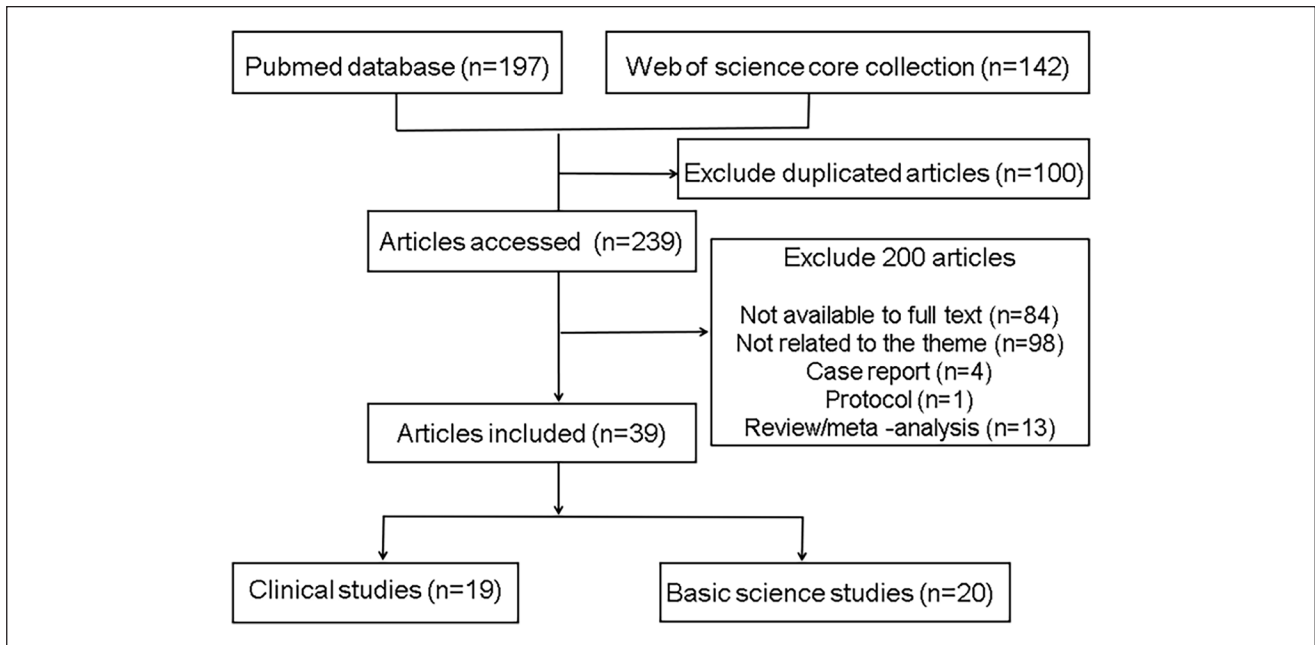 Pubmed database (n=197)
Web of science core collection (n=142)
Exclude duplicated articles (n=100)
Articles accessed (n=239)
Exclude 200 articles
Not available to full text (n=84)
Not related to the theme (n=98)
Case report (n=4)
Protocol (n=1)
Review/meta -analysis (n=13)
Articles included (n=39)
Clinical studies (n=19)
Basic science studies (n=20)